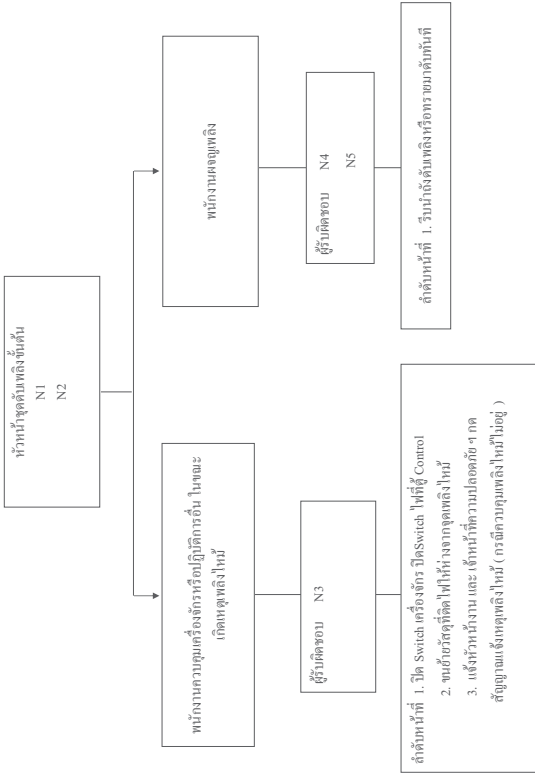 หัวหน้าชุดดับเพลิงขั้นต้น
N1
N2
พนักงานควบคุมเครื่องจักรหรือปฏิบัติการอื่น ในขณะ
เกิดเหตุเพลิงไหม้
ผู้รับผิดชอบ N3
ลำดับหน้าที่ 1. ปิด Switch เครื่องจักร ปิดSwitch ไฟที่ตู้ Control
2. ขนย้ายวัสดุที่ติดไฟให้ห่างจากจุดเพลิงไหม้
3. แจ้งหัวหน้างาน และ เจ้าหน้าที่ความปลอดภัย ฯ กด
สัญญาณแจ้งเหตุเพลิงไหม้ ( กรณีควบคุมเพลิงไหม้ไม่อยู่ )
พนักงานผจญเพลิง
ผู้รับผิดชอบ N4
N5
ลำดับหน้าที่ 1. รีบนำถังดับเพลิงหรือทรายมาดับทันที